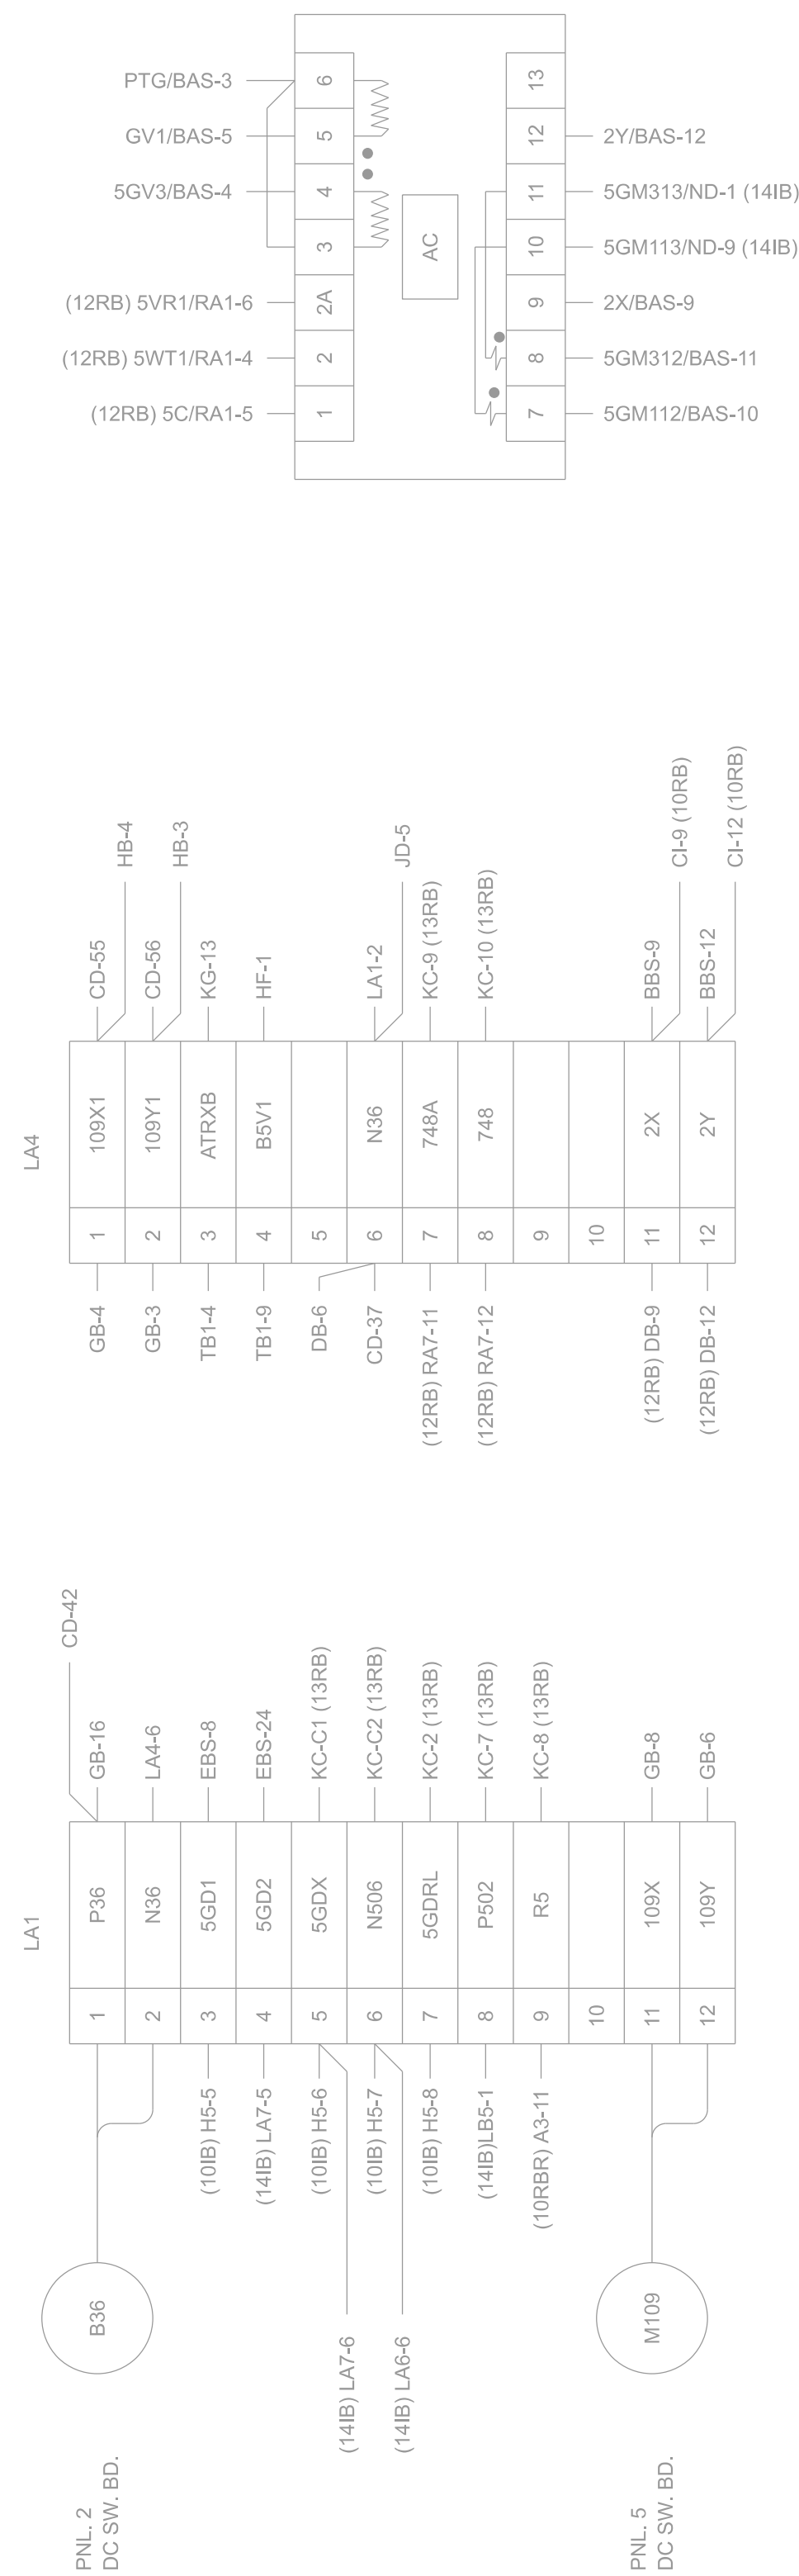 PTG/BAS-3
GV1/BAS-5
5GV3/BAS-4
(12RB) 5VR1/RA1-6
(12RB) 5WT1/RA1-4
(12RB) 5C/RA1-5
6
5
4
3
2A
2
1
AC
13
12
11
10
9
8
7
2Y/BAS-12
5GM313/ND-1 (14IB)
5GM113/ND-9 (14IB)
2X/BAS-9
5GM312/BAS-11
5GM112/BAS-10
LA4
CD-55
HB-4
CD-56
HB-3
KG-13
HF-1
LA1-2
JD-5
KC-9 (13RB)
KC-10 (13RB)
BBS-9
CI-9 (10RB)
BBS-12
CI-12 (10RB)
109X1
109Y1
ATRXB
B5V1
N36
748A
748
2X
2Y
1
2
3
4
5
6
7
8
9
10
11
12
GB-4
GB-3
TB1-4
TB1-9
DB-6
CD-37
(12RB) RA7-11
(12RB) RA7-12
(12RB) DB-9
(12RB) DB-12
LA1
CD-42
GB-16
LA4-6
EBS-8
EBS-24
KC-C1 (13RB)
KC-C2 (13RB)
KC-2 (13RB)
KC-7 (13RB)
KC-8 (13RB)
GB-8
GB-6
P36
N36
5GD1
5GD2
5GDX
N506
5GDRL
P502
R5
109X
109Y
1
2
3
4
5
6
7
8
9
10
11
12
(10IB) H5-5
(14IB) LA7-5
(10IB) H5-6
(10IB) H5-7
(10IB) H5-8
(14IB)LB5-1
(10RBR) A3-11
(14IB) LA7-6
(14IB) LA6-6
B36
M109
PNL. 2
DC SW. BD.
PNL. 5
DC SW. BD.